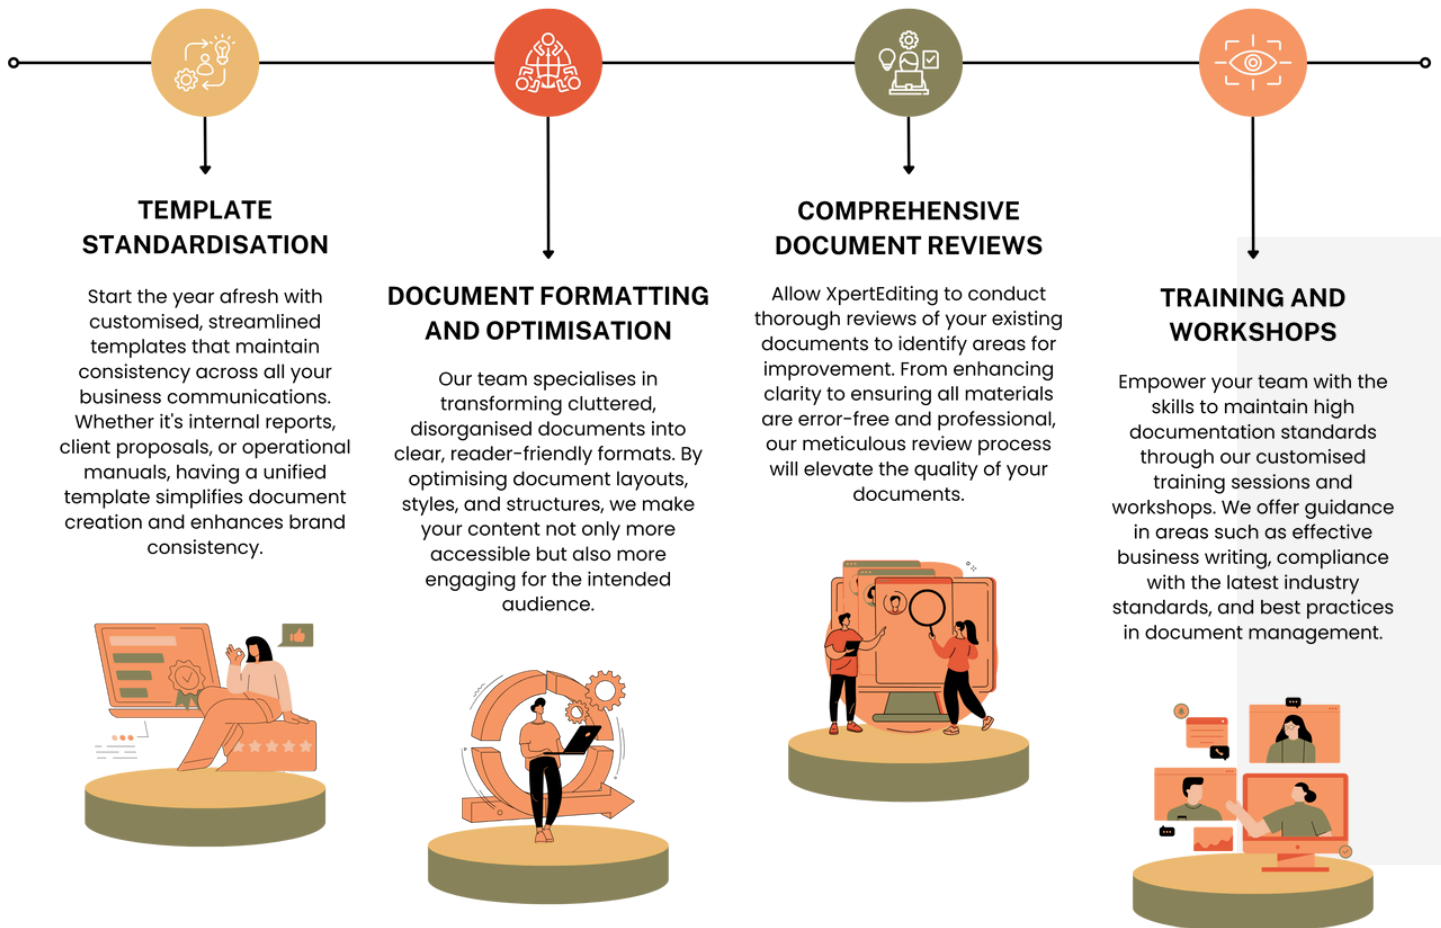 TEMPLATE
STANDARDISATION
Start the year afresh with
customised, streamlined
templates that maintain
consistency across all your
business communications.
Whether it's internal reports,
client proposals, or operational
manuals, having a unified
template simplifies document
creation and enhances brand
consistency.
DOCUMENT FORMATTING
AND OPTIMISATION
Our team specialises in
transforming cluttered,
disorganised documents into
clear, reader-friendly formats. By
optimising document layouts,
styles, and structures, we make
your content not only more
accessible but also more
engaging for the intended
audience.
COMPREHENSIVE
DOCUMENT REVIEWS
Allow XpertEditing to conduct
thorough reviews of your existing
documents to identify areas for
improvement. From enhancing
clarity to ensuring all materials
are error-free and professional,
our meticulous review process
will elevate the quality of your
documents.
TRAINING AND
WORKSHOPS
Empower your team with the
skills to maintain high
documentation standards
through our customised
training sessions and
workshops. We offer guidance
in areas such as effective
business writing, compliance
with the latest industry
standards, and best practices
in document management.